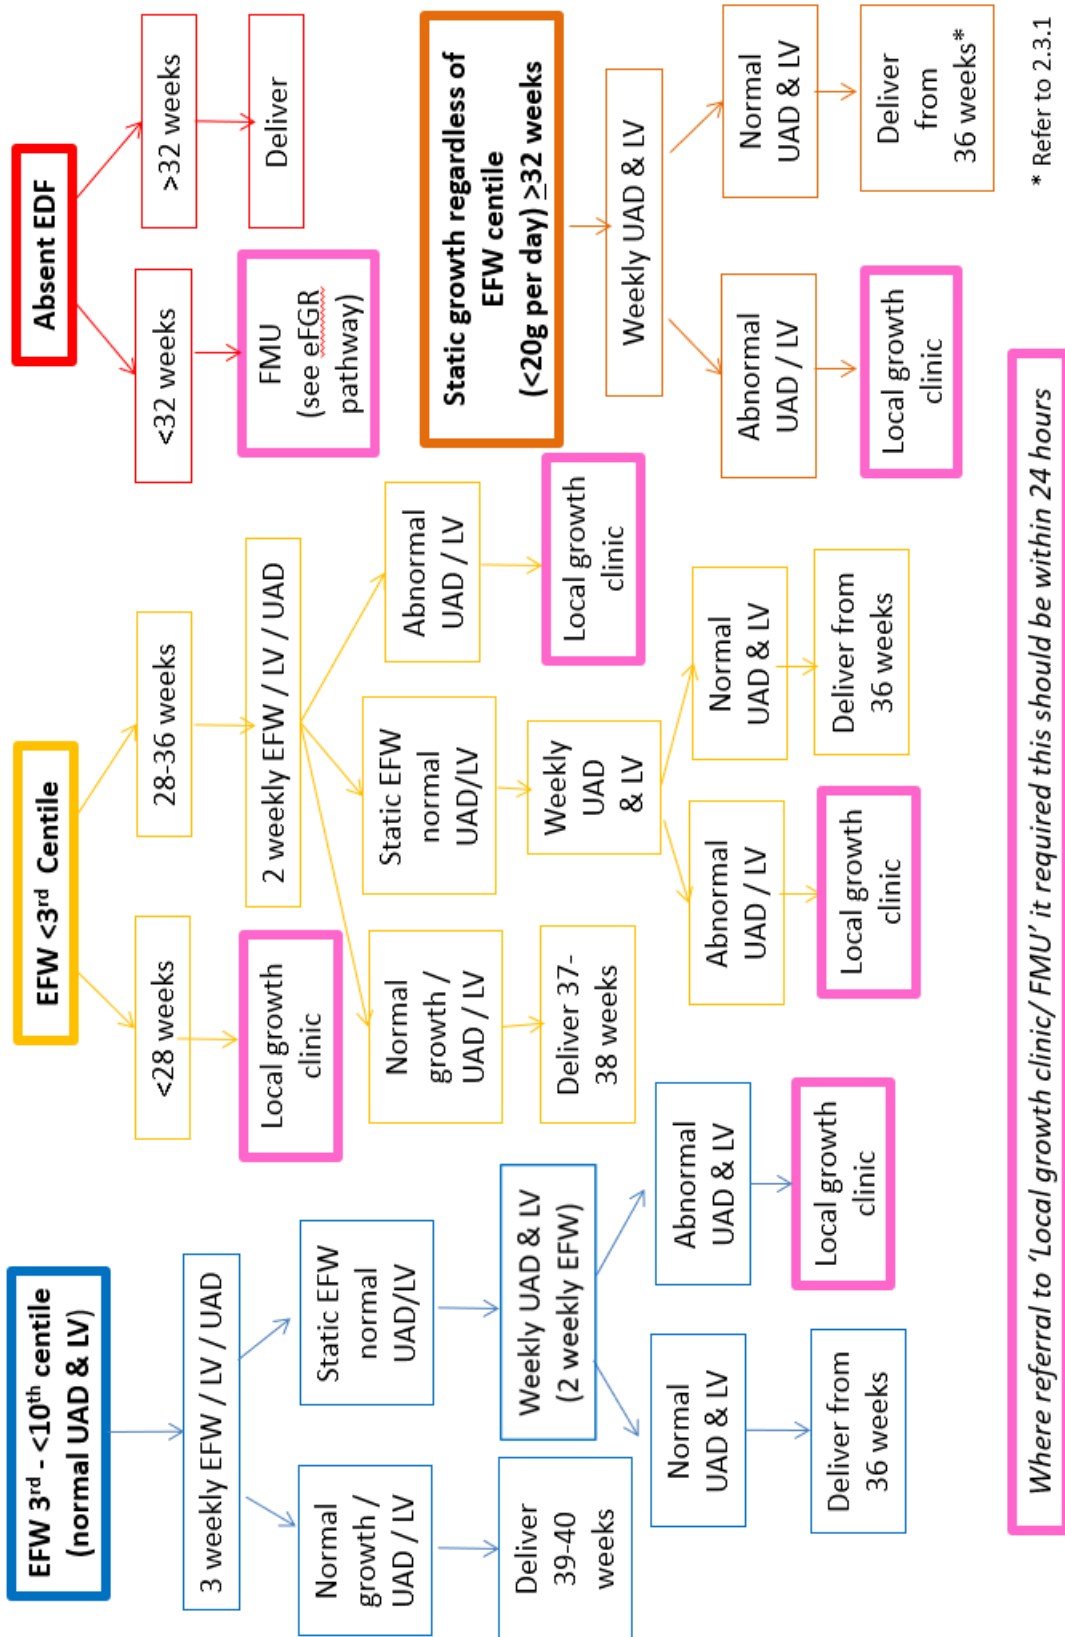 EFW 3rd - <10th centile
(normal UAD & LV)
3 weekly EFW / LV / UAD
Normal
growth /
UAD / LV
Deliver
39-40
weeks
Static EFW
normal
UAD/LV
Weekly UAD & LV
(2 weekly EFW)
Normal
UAD & LV
Deliver from
36 weeks
Abnormal
UAD & LV
Local growth
clinic
EFW <3rd Centile
<28 weeks
Local growth
clinic
28-36 weeks
2 weekly EFW / LV / UAD
Normal
growth /
UAD / LV
Deliver 37-
38 weeks
Static EFW
normal
UAD/LV
Weekly
UAD
& LV
Abnormal
UAD / LV
Local growth
clinic
Normal
UAD & LV
Deliver from
36 weeks
Abnormal
UAD / LV
Local growth
clinic
Absent EDF
<32 weeks
FMU
(see eFGR
pathway)
>32 weeks
Deliver
Static growth regardless of
EFW centile
(<20g per day) >32 weeks
Weekly UAD & LV
Abnormal
UAD / LV
Local growth
clinic
Normal
UAD & LV
Deliver
from
36 weeks*
* Refer to 2.3.1
Where referral to ‘Local growth clinic/ FMU’ it required this should be within 24 hours